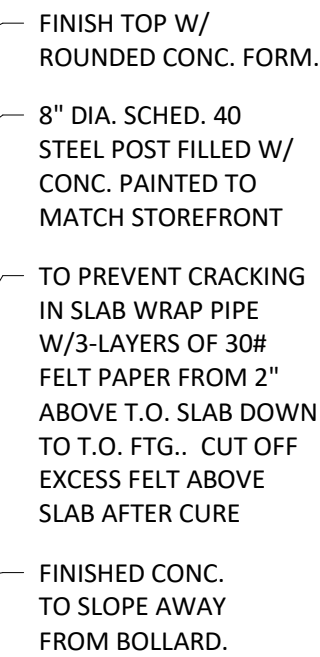 FINISH TOP W/
ROUNDED CONC. FORM.
8" DIA. SCHED. 40
STEEL POST FILLED W/
CONC. PAINTED TO
MATCH STOREFRONT
TO PREVENT CRACKING
IN SLAB WRAP PIPE
W/3-LAYERS OF 30#
FELT PAPER FROM 2"
ABOVE T.O. SLAB DOWN
TO T.O. FTG.. CUT OFF
EXCESS FELT ABOVE
SLAB AFTER CURE
FINISHED CONC.
TO SLOPE AWAY
FROM BOLLARD.